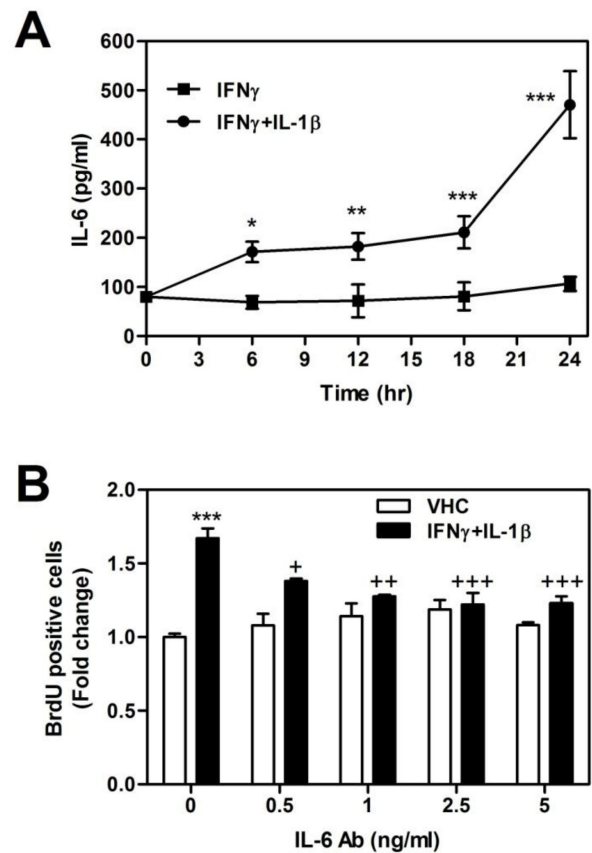 A
600
500
400
300
200
100
0
IL-6 (pg/ml)
IFNγ
IFNγ+IL-1β
*
**
***
***
0 3 6 9 12 15 18 21 24
Time (hr)
B
2.0
1.5
1.0
0.5
0.0
BrdU positive cells
(Fold change)
VHC
IFNγ+IL-1β
***
+
++
+++
+++
0 0.5 1 2.5 5
IL-6 Ab (ng/ml)